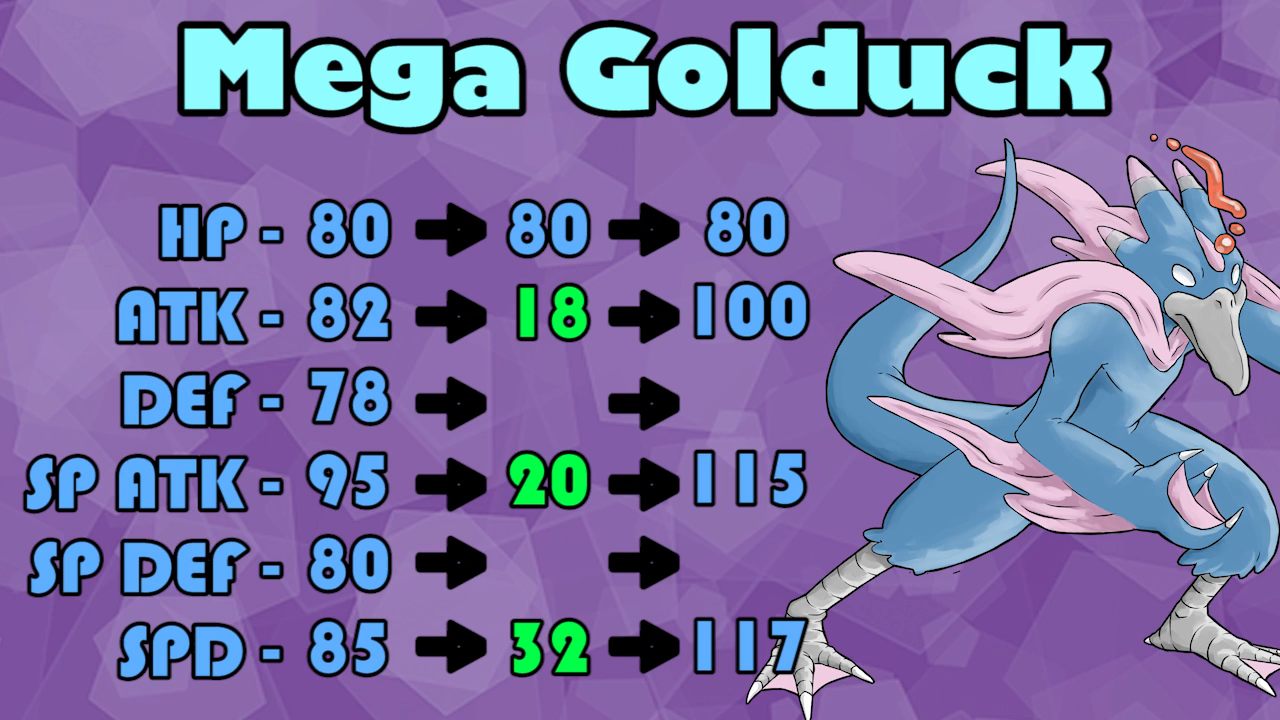 Mega Golduck
HP - 80 → 80 → 80
ATK - 82 → 18 → 100
DEF - 78 → →
SP ATK - 95 → 20 → 115
SP DEF - 80 → →
SPD - 85 → 32 → 117